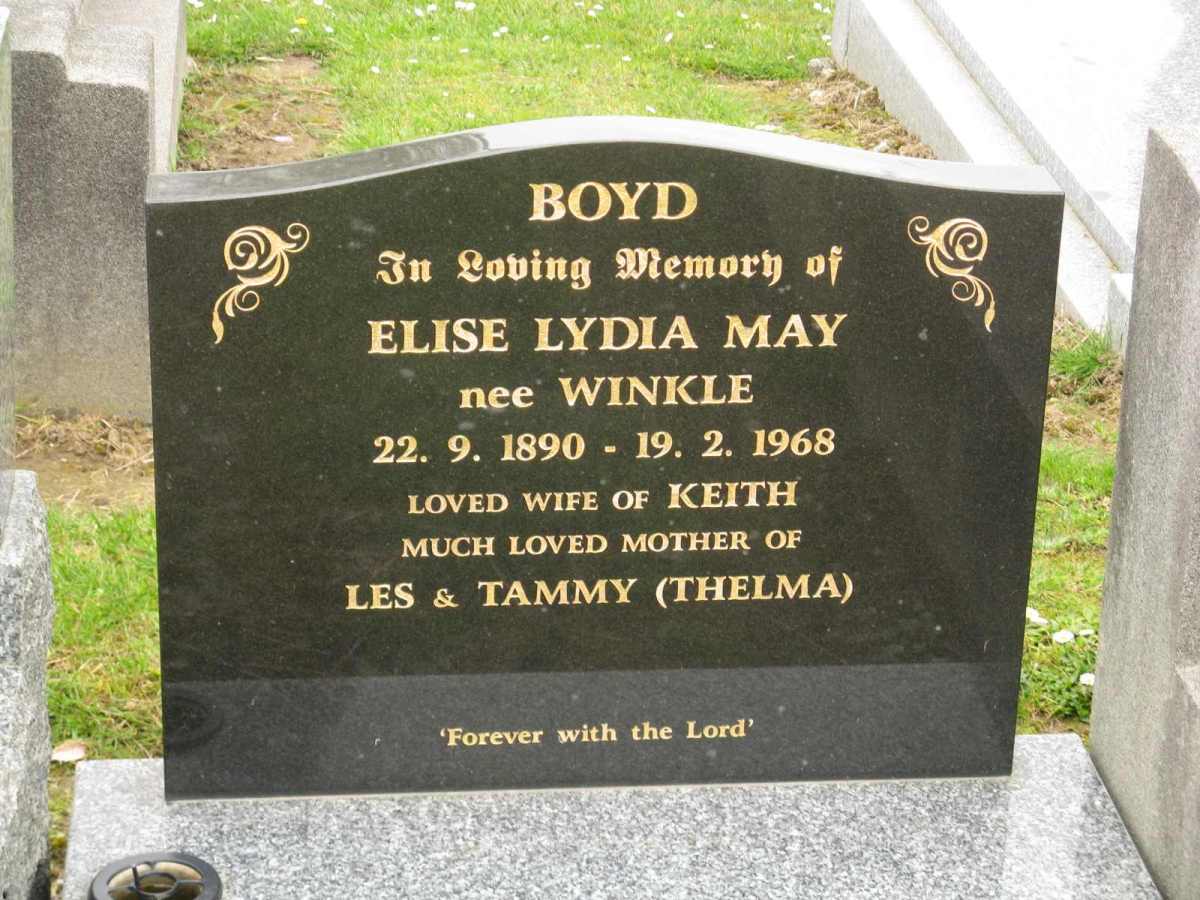 BOYD
In Loving Memory of
ELISE LYDIA MAY
nee WINKLE
22. 9. 1890 - 19. 2. 1968
LOVED WIFE OF KEITH
MUCH LOVED MOTHER OF
LES & TAMMY (THELMA)
'Forever with the Lord'